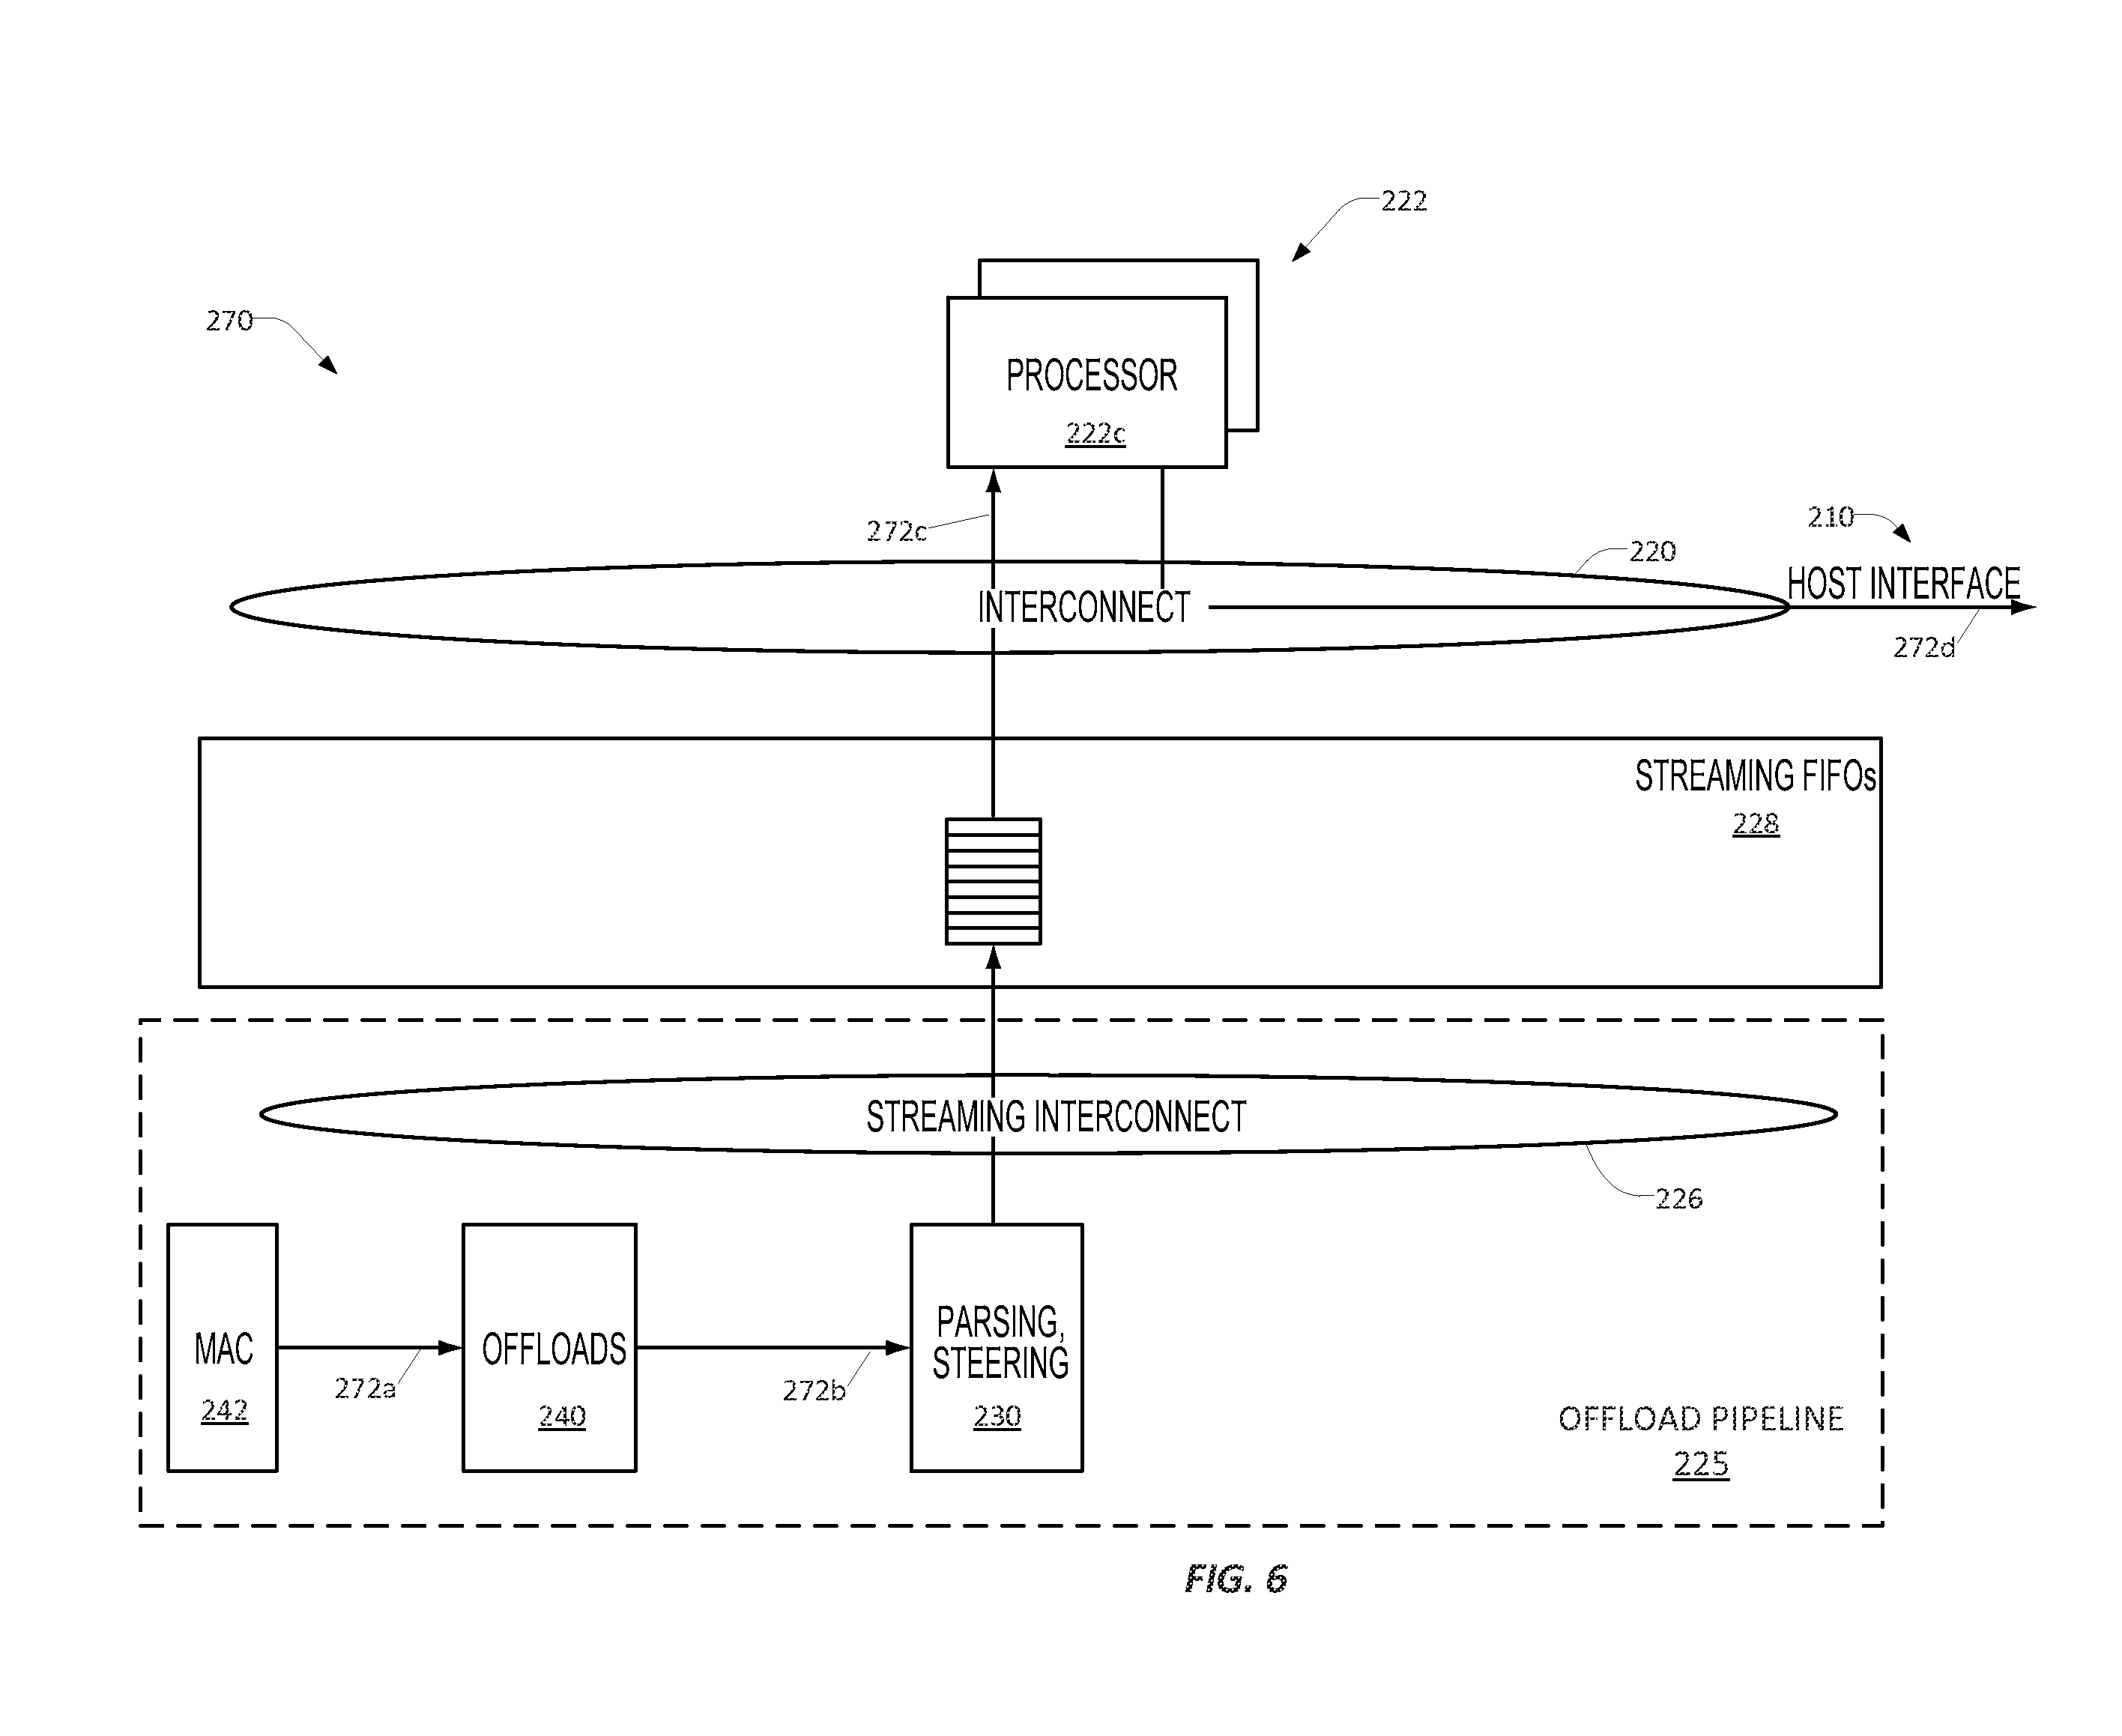 222
270
PROCESSOR
222c
272c
210
220
HOST INTERFACE
INTERCONNECT
272d
STREAMING FIFOs
228
STREAMING INTERCONNECT
226
MAC
242
272a
OFFLOADS
240
272b
PARSING,
STEERING
230
OFFLOAD PIPELINE
225
FIG. 6